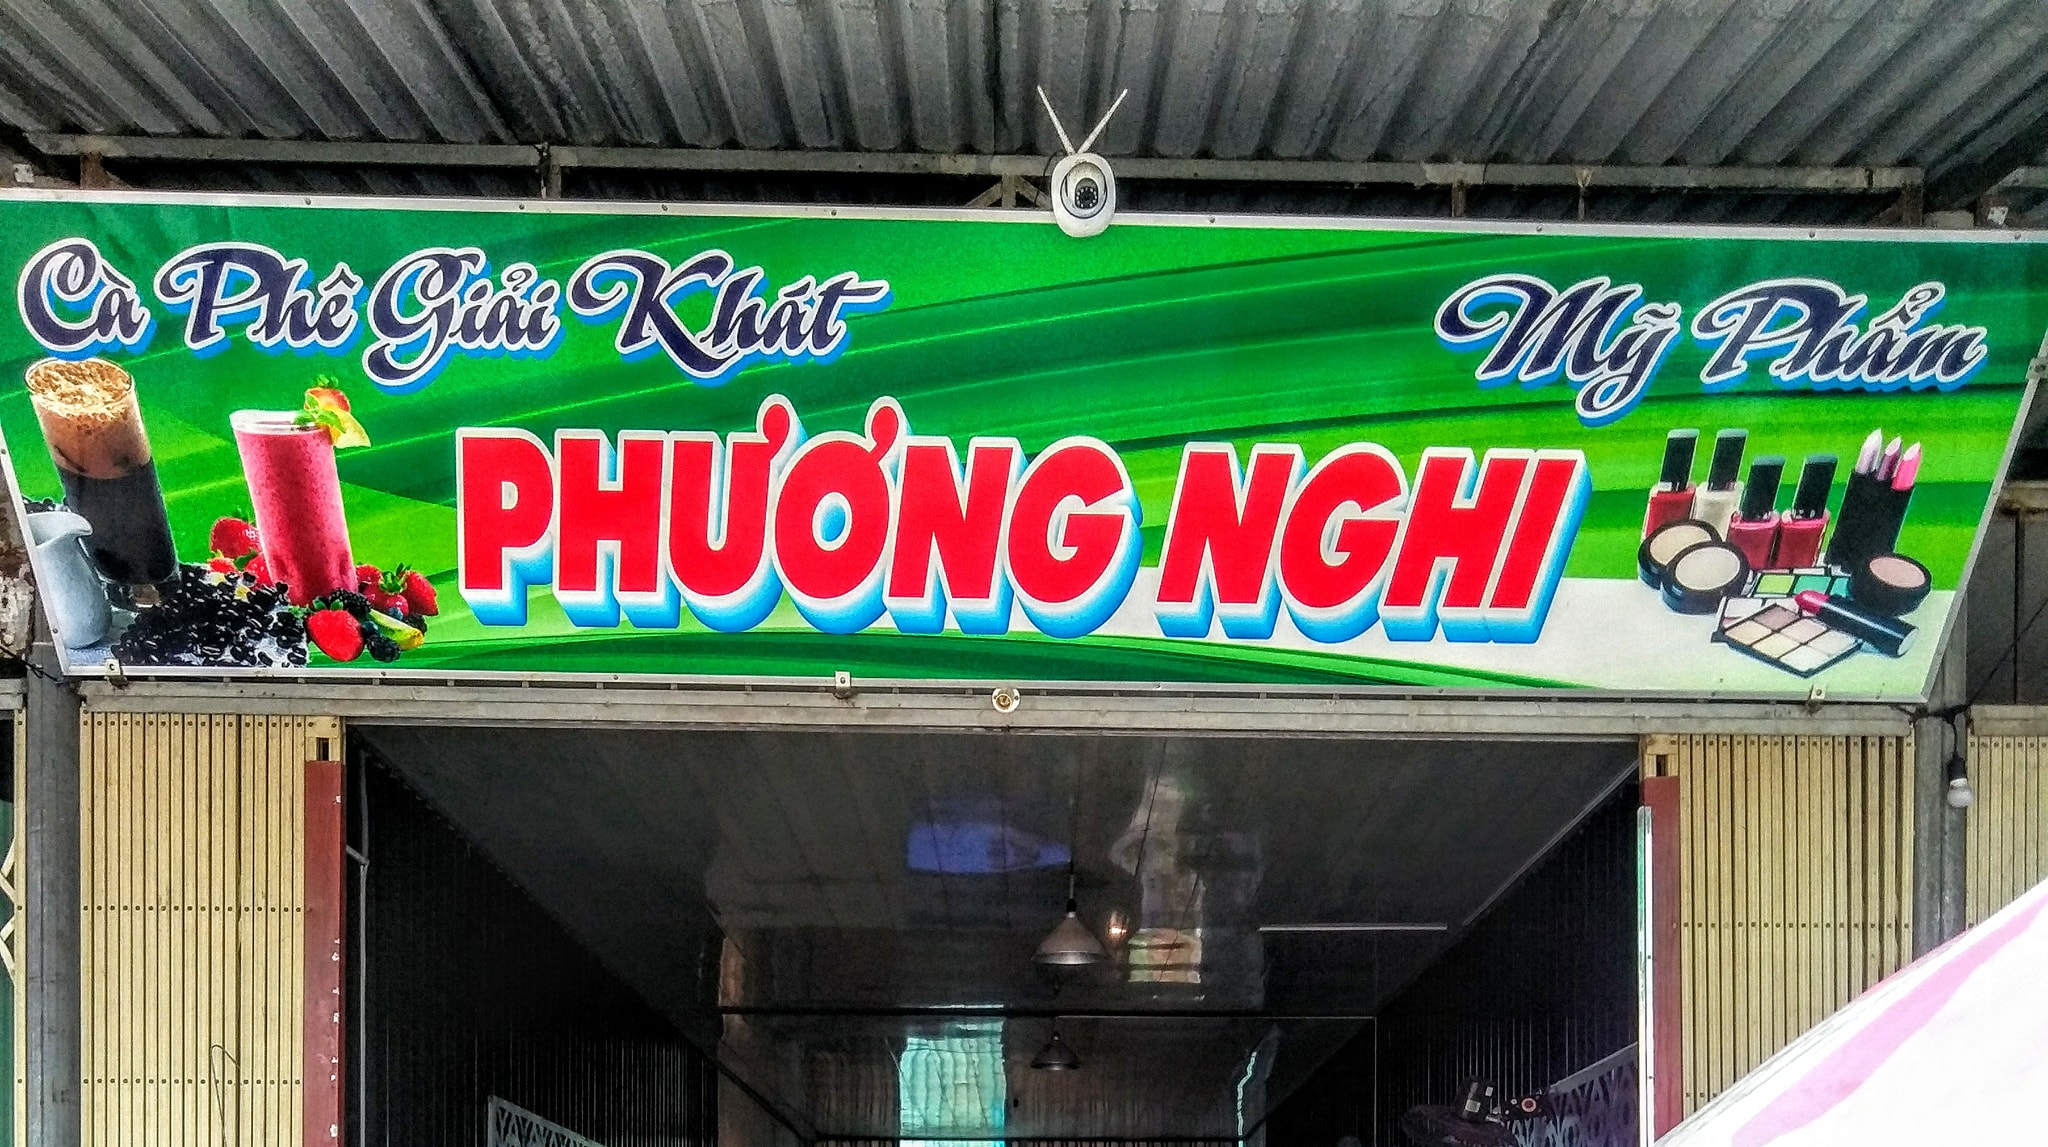 Cà Phê Giải Khát
Mỹ Phẩm
PHƯƠNG NGHI